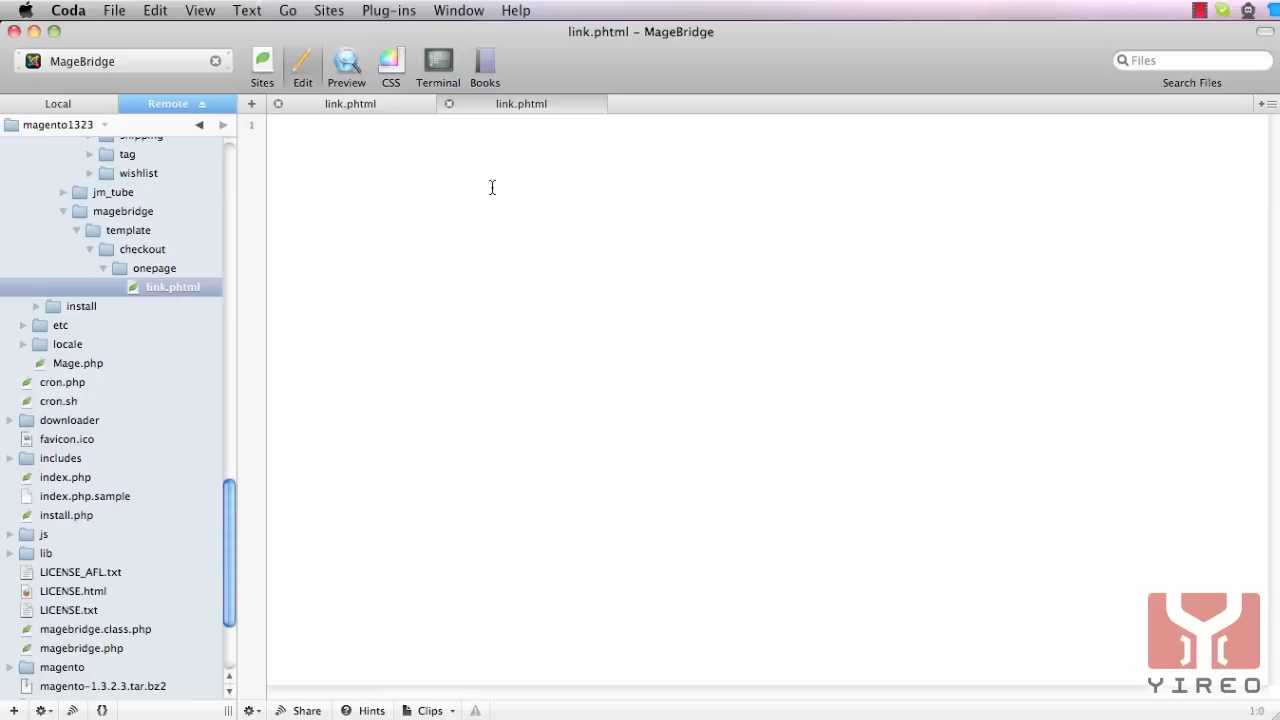 Coda File Edit View Text Go Sites Plug-ins Window Help
link.phtml – MageBridge
MageBridge
Sites Edit Preview CSS Terminal Books
Files
Search Files
Local Remote
link.phtml link.phtml
magento1323
1
shipping
tag
wishlist
jm_tube
magebridge
template
checkout
onepage
link.phtml
install
etc
locale
Mage.php
cron.php
cron.sh
downloader
favicon.ico
includes
index.php
index.php.sample
install.php
js
lib
LICENSE_AFL.txt
LICENSE.html
LICENSE.txt
magebridge.class.php
magebridge.php
magento
magento-1.3.2.3.tar.bz2
YIREO
Share Hints Clips
1:0